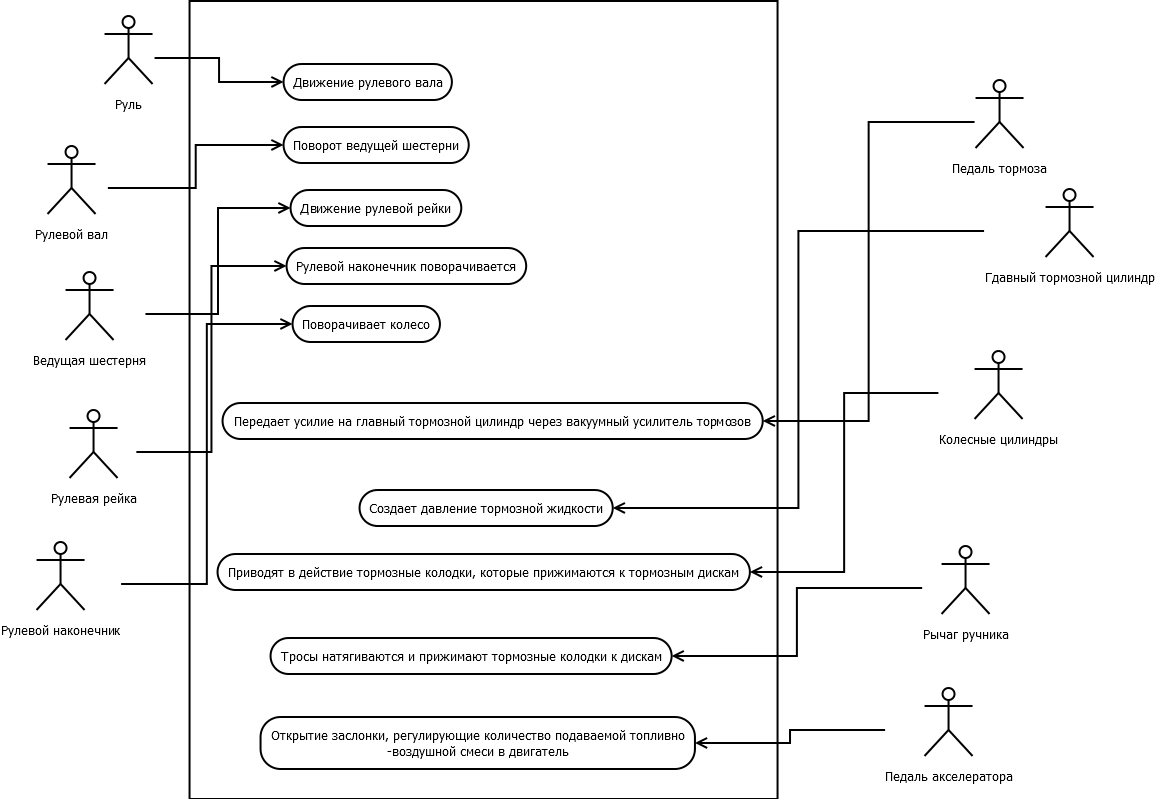 Руль
Движение рулевого вала
Поворот ведущей шестерни
Педаль тормоза
Рулевой вал
Движение рулевой рейки
Рулевой наконечник поворачивается
Гдавный тормозной цилиндр
Поворачивает колесо
Ведущая шестерня
Передает усилие на главный тормозной цилиндр через вакуумный усилитель тормозов
Колесные цилиндры
Рулевая рейка
Создает давление тормозной жидкости
Приводят в действие тормозные колодки, которые прижимаются к тормозным дискам
Рулевой наконечник
Рычаг ручника
Тросы натягиваются и прижимают тормозные колодки к дискам
Открытие заслонки, регулирующие количество подаваемой топливно
-воздушной смеси в двигатель
Педаль акселератора